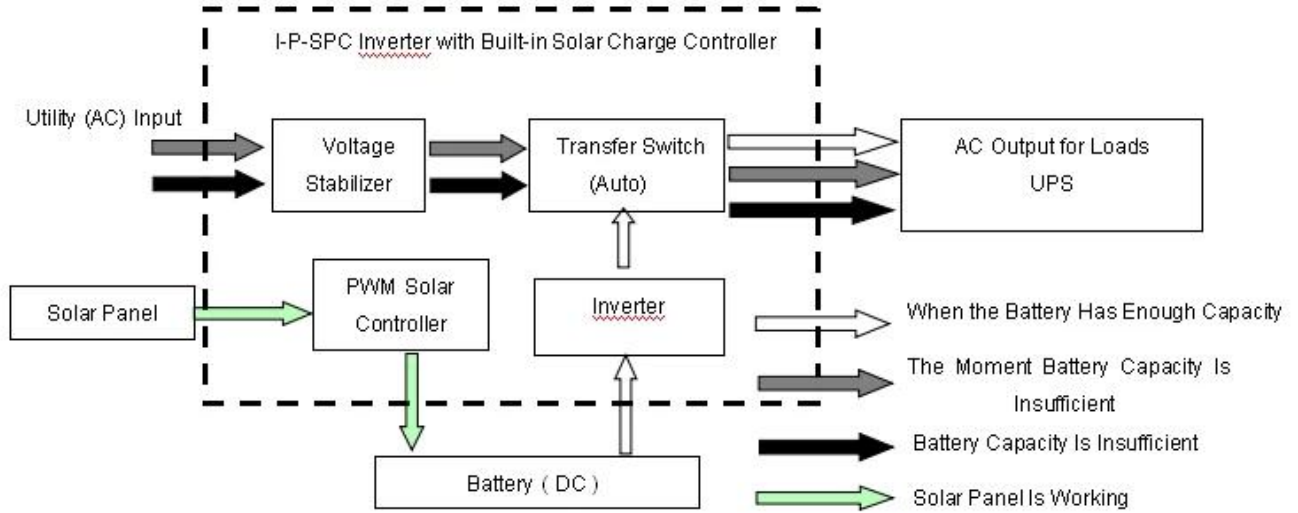 I-P-SPC Inverter with Built-in Solar Charge Controller
Utility (AC) Input
Voltage
Stabilizer
Transfer Switch
(Auto)
AC Output for Loads
UPS
Solar Panel
PWM Solar
Controller
Inverter
Battery ( DC )
When the Battery Has Enough Capacity
The Moment Battery Capacity Is
Insufficient
Battery Capacity Is Insufficient
Solar Panel Is Working